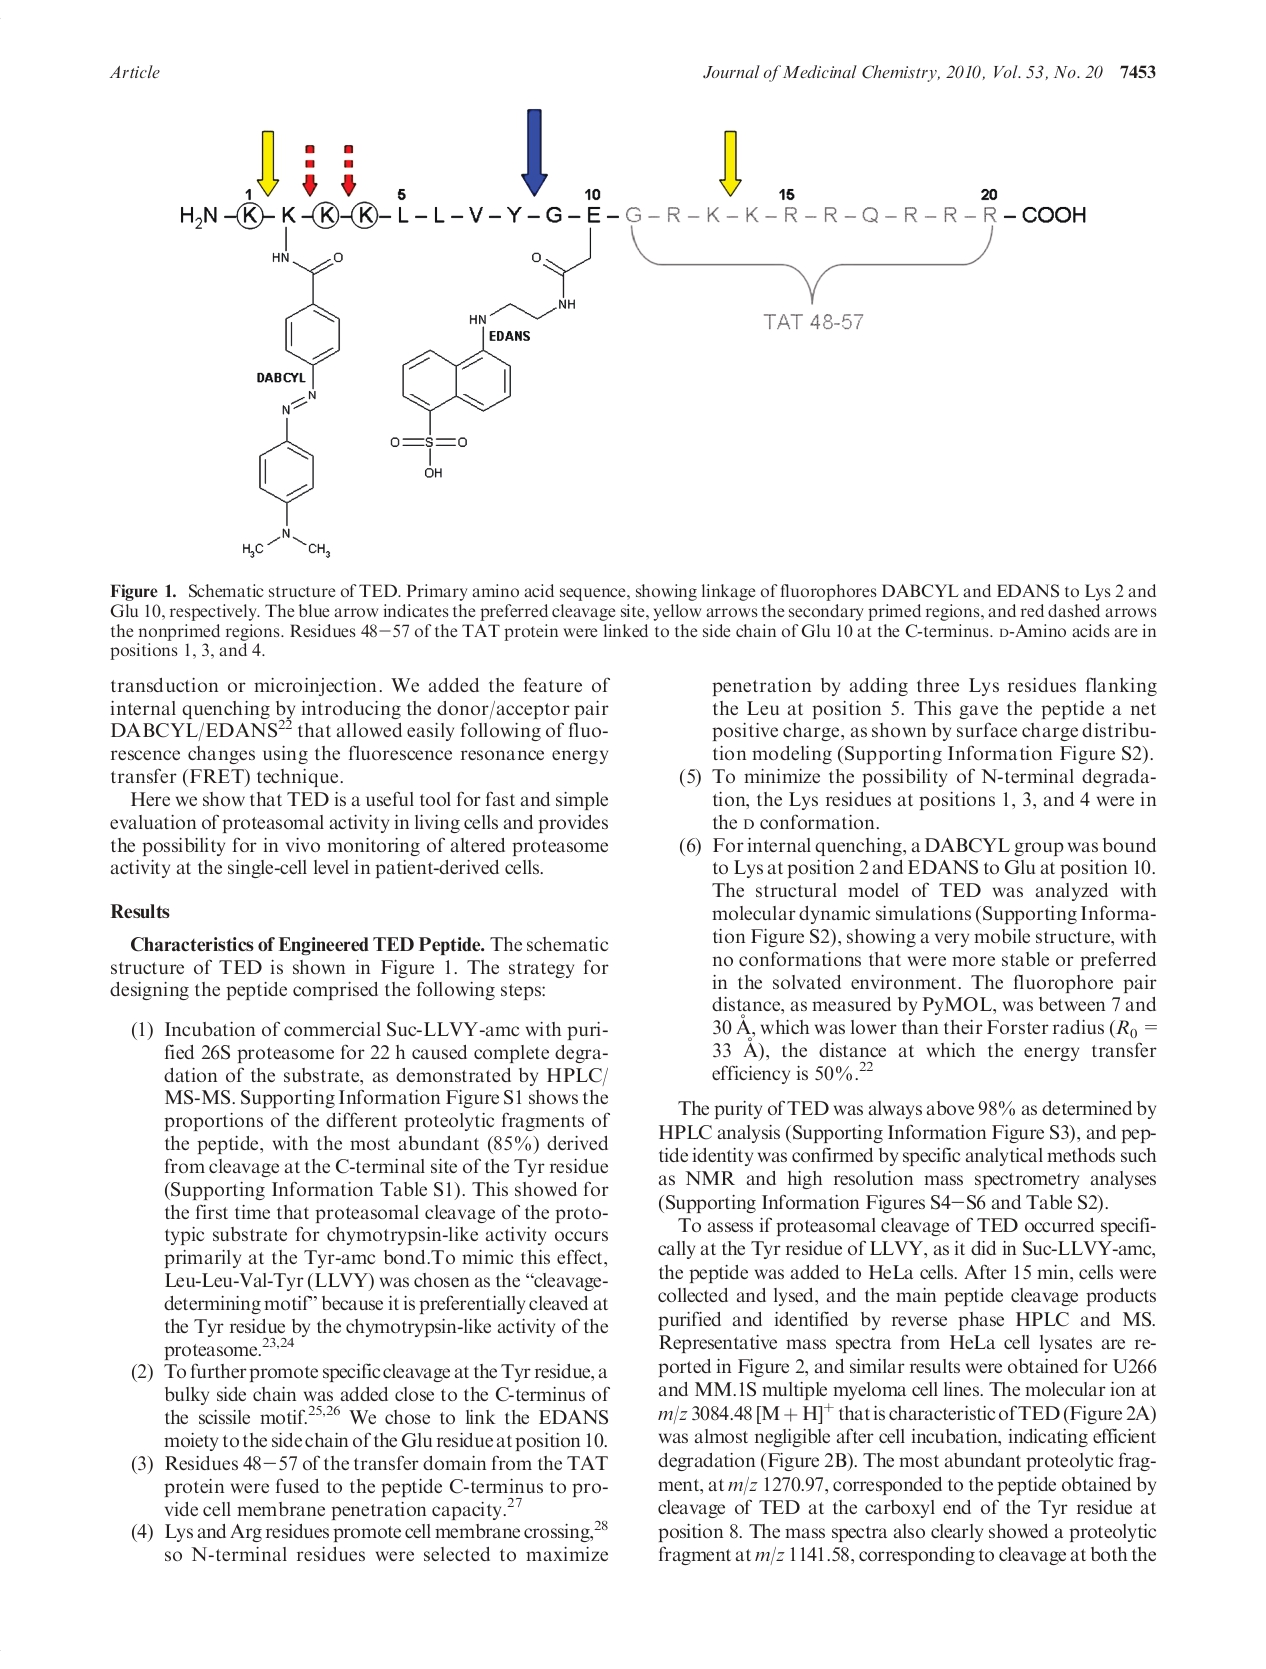 Article
Journal of Medicinal Chemistry, 2010, Vol. 53, No. 20 7453
1 5 10 15 20
H2N – K – K – K – K – L – L – V – Y – G – E – G – R – K – K – R – R – Q – R – R – R – COOH
HN O
O
NH
HN
EDANS
TAT 48-57
DABCYL
N
N
O S O
OH
N
H3C CH3
Figure 1. Schematic structure of TED. Primary amino acid sequence, showing linkage of fluorophores DABCYL and EDANS to Lys 2 and
Glu 10, respectively. The blue arrow indicates the preferred cleavage site, yellow arrows the secondary primed regions, and red dashed arrows
the nonprimed regions. Residues 48−57 of the TAT protein were linked to the side chain of Glu 10 at the C-terminus. D-Amino acids are in
positions 1, 3, and 4.
transduction or microinjection. We added the feature of
internal quenching by introducing the donor/acceptor pair
DABCYL/EDANS22 that allowed easily following of fluo-
rescence changes using the fluorescence resonance energy
transfer (FRET) technique.
Here we show that TED is a useful tool for fast and simple
evaluation of proteasomal activity in living cells and provides
the possibility for in vivo monitoring of altered proteasome
activity at the single-cell level in patient-derived cells.
Results
Characteristics of Engineered TED Peptide. The schematic
structure of TED is shown in Figure 1. The strategy for
designing the peptide comprised the following steps:
(1) Incubation of commercial Suc-LLVY-amc with puri-
fied 26S proteasome for 22 h caused complete degra-
dation of the substrate, as demonstrated by HPLC/
MS-MS. Supporting Information Figure S1 shows the
proportions of the different proteolytic fragments of
the peptide, with the most abundant (85%) derived
from cleavage at the C-terminal site of the Tyr residue
(Supporting Information Table S1). This showed for
the first time that proteasomal cleavage of the proto-
typic substrate for chymotrypsin-like activity occurs
primarily at the Tyr-amc bond.To mimic this effect,
Leu-Leu-Val-Tyr (LLVY) was chosen as the “cleavage-
determining motif” because it is preferentially cleaved at
the Tyr residue by the chymotrypsin-like activity of the
proteasome.23,24
(2) To further promote specific cleavage at the Tyr residue, a
bulky side chain was added close to the C-terminus of
the scissile motif.25,26 We chose to link the EDANS
moiety to the side chain of the Glu residue at position 10.
(3) Residues 48−57 of the transfer domain from the TAT
protein were fused to the peptide C-terminus to pro-
vide cell membrane penetration capacity.27
(4) Lys and Arg residues promote cell membrane crossing,28
so N-terminal residues were selected to maximize
penetration by adding three Lys residues flanking
the Leu at position 5. This gave the peptide a net
positive charge, as shown by surface charge distribu-
tion modeling (Supporting Information Figure S2).
(5) To minimize the possibility of N-terminal degrada-
tion, the Lys residues at positions 1, 3, and 4 were in
the D conformation.
(6) For internal quenching, a DABCYL group was bound
to Lys at position 2 and EDANS to Glu at position 10.
The structural model of TED was analyzed with
molecular dynamic simulations (Supporting Informa-
tion Figure S2), showing a very mobile structure, with
no conformations that were more stable or preferred
in the solvated environment. The fluorophore pair
distance, as measured by PyMOL, was between 7 and
30 Å, which was lower than their Forster radius (R0 =
33 Å), the distance at which the energy transfer
efficiency is 50%.22
The purity of TED was always above 98% as determined by
HPLC analysis (Supporting Information Figure S3), and pep-
tide identity was confirmed by specific analytical methods such
as NMR and high resolution mass spectrometry analyses
(Supporting Information Figures S4−S6 and Table S2).
To assess if proteasomal cleavage of TED occurred specifi-
cally at the Tyr residue of LLVY, as it did in Suc-LLVY-amc,
the peptide was added to HeLa cells. After 15 min, cells were
collected and lysed, and the main peptide cleavage products
purified and identified by reverse phase HPLC and MS.
Representative mass spectra from HeLa cell lysates are re-
ported in Figure 2, and similar results were obtained for U266
and MM.1S multiple myeloma cell lines. The molecular ion at
m/z 3084.48 [M + H]+ that is characteristic of TED (Figure 2A)
was almost negligible after cell incubation, indicating efficient
degradation (Figure 2B). The most abundant proteolytic frag-
ment, at m/z 1270.97, corresponded to the peptide obtained by
cleavage of TED at the carboxyl end of the Tyr residue at
position 8. The mass spectra also clearly showed a proteolytic
fragment at m/z 1141.58, corresponding to cleavage at both the